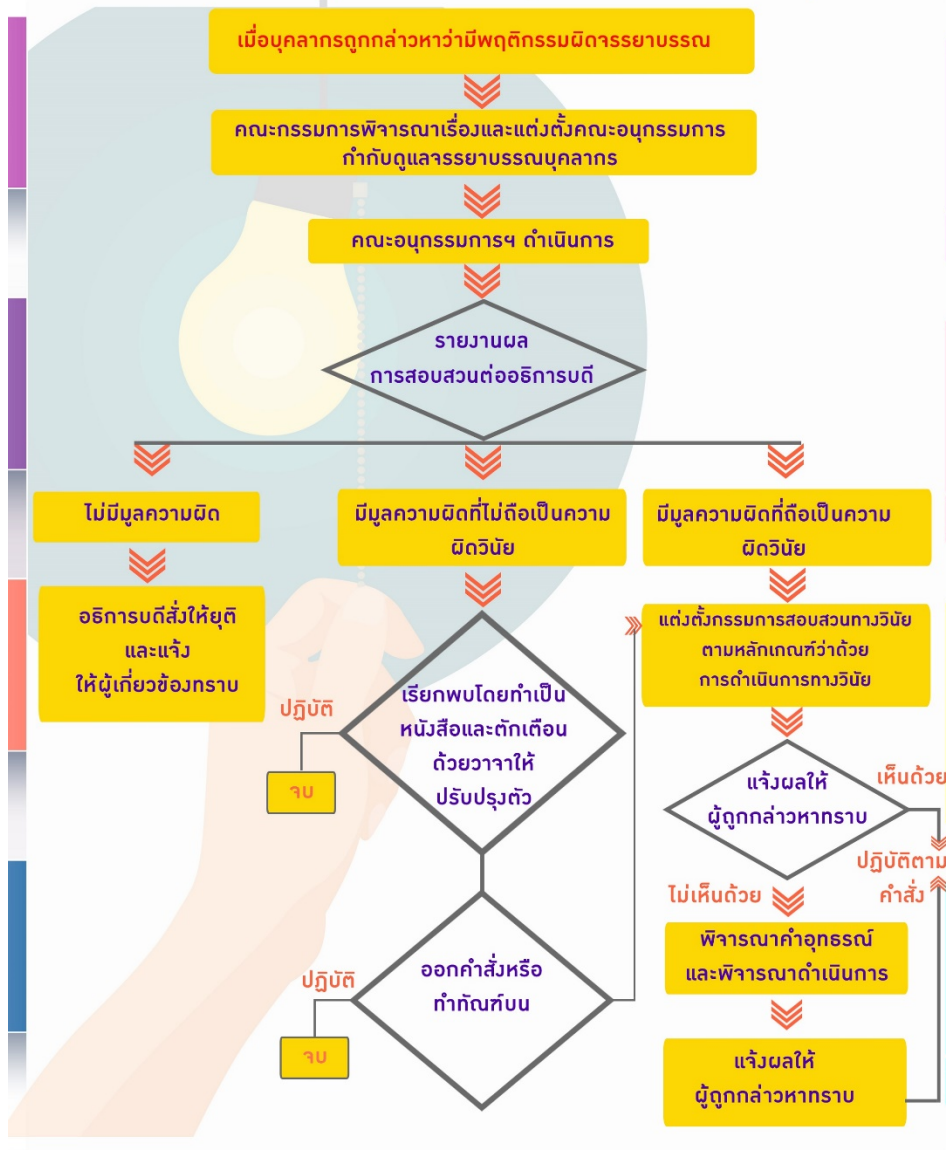 เมื่อบุคลากรถูกกล่าวหาว่ามีพฤติกรรมผิดจรรยาบรรณ
คณะกรรมการพิจารณาเรื่องและแต่งตั้งคณะอนุกรรมการ
กำกับดูแลจรรยาบรรณบุคลากร
คณะอนุกรรมการฯ ดำเนินการ
รายงานผล
การสอบสวนต่ออธิการบดี
ไม่มีมูลความผิด
อธิการบดีสั่งให้ยุติ
และแจ้ง
ให้ผู้เกี่ยวข้องทราบ
มีมูลความผิดที่ไม่ถือเป็นความ
ผิดวินัย
เรียกพบโดยทำเป็น
หนังสือและตักเตือน
ด้วยวาจาให้
ปรับปรุงตัว
ปฏิบัติ
จบ
ออกคำสั่งหรือ
ทำทัณฑ์บน
ปฏิบัติ
จบ
มีมูลความผิดที่ถือเป็นความ
ผิดวินัย
แต่งตั้งกรรมการสอบสวนทางวินัย
ตามหลักเกณฑ์ว่าด้วย
การดำเนินการทางวินัย
แจ้งผลให้
ผู้ถูกกล่าวหาทราบ
เห็นด้วย
ปฏิบัติตาม
คำสั่ง
ไม่เห็นด้วย
พิจารณาคำอุทธรณ์
และพิจารณาดำเนินการ
แจ้งผลให้
ผู้ถูกกล่าวหาทราบ